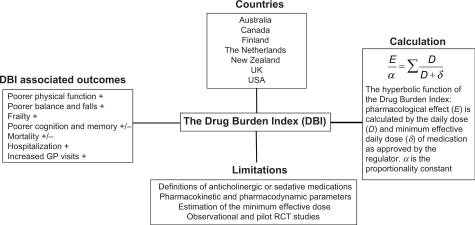 Countries
Australia
Canada
Finland
The Netherlands
New Zealand
UK
USA
DBI associated outcomes
Poorer physical function +
Poorer balance and falls +
Frailty +
Poorer cognition and memory +/–
Mortality +/–
Hospitalization +
Increased GP visits +
The Drug Burden Index (DBI)
Calculation
E/α = ∑ D/(D + δ)
The hyperbolic function of
the Drug Burden Index:
pharmacological effect (E) is
calculated by the daily dose
(D) and minimum effective
daily dose (δ) of medication
as approved by the
regulator. α is the
proportionality constant
Limitations
Definitions of anticholinergic or sedative medications
Pharmacokinetic and pharmacodynamic parameters
Estimation of the minimum effective dose
Observational and pilot RCT studies